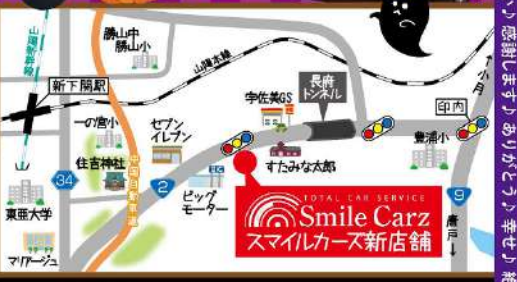 山陽新幹線
勝山中
勝山小
山陽本線
新下関駅
一の宮小
住吉神社
34
東亜大学
マリアージュ
中国自動車道
セブン
イレブン
2
ビッグ
モーター
宇佐美GS
すたみな太郎
長府
トンネル
豊浦小
印内
↑小月
9
唐戸↓
TOTAL CAR SERVICE
Smile Carz
スマイルカーズ新店舗
感謝します♪ありがとう♪幸せ♪